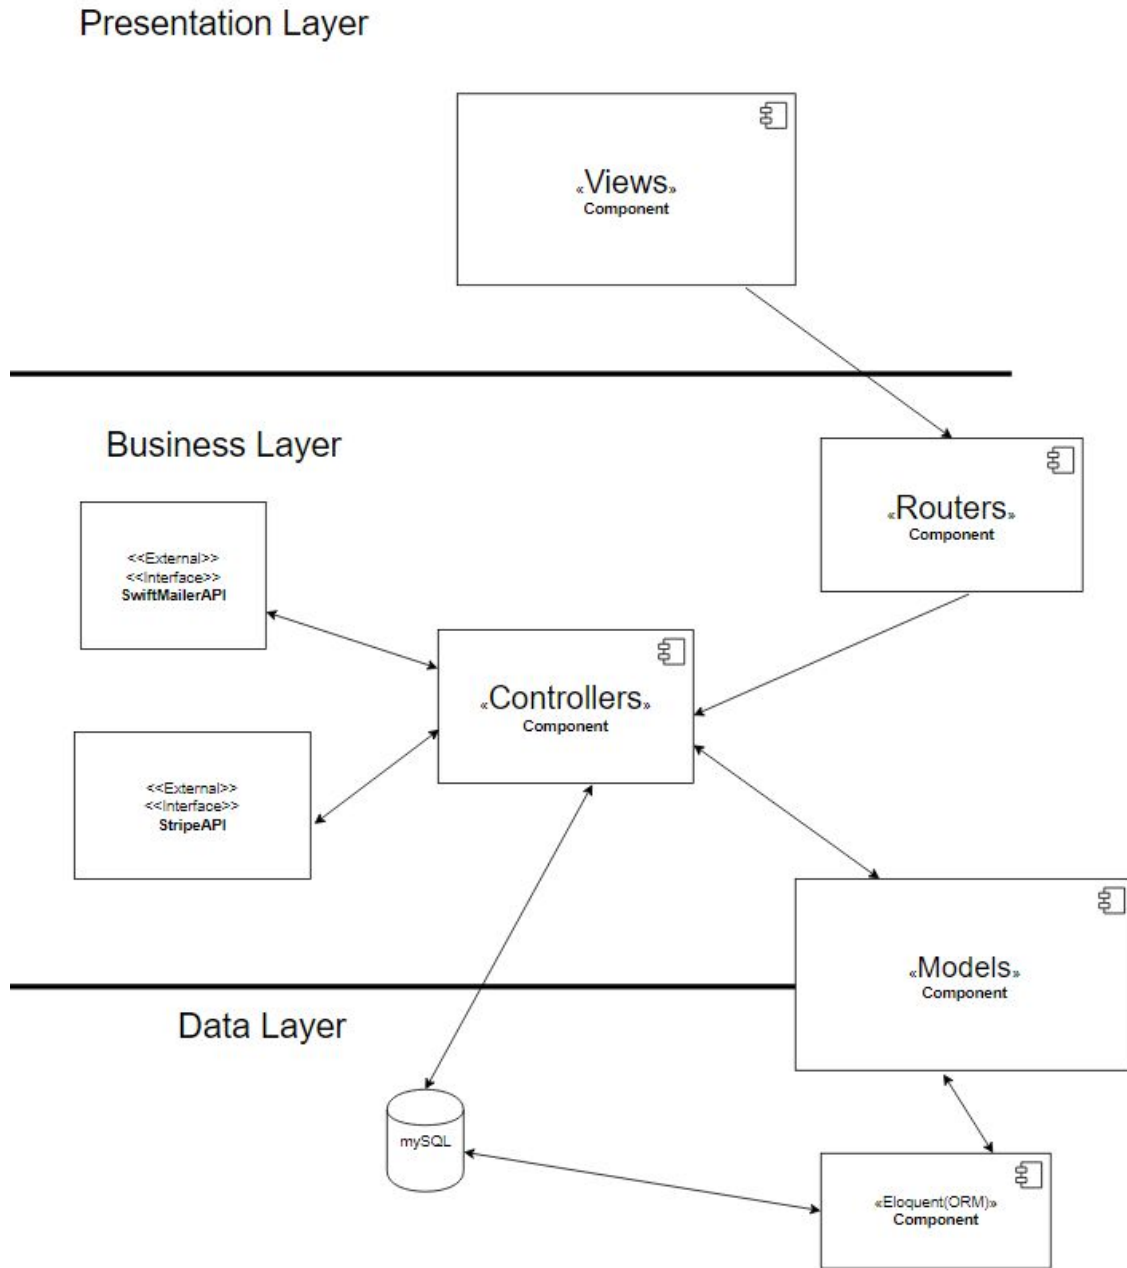 Presentation Layer
«Views»
Component
Business Layer
«Routers»
Component
<<External>>
<<Interface>>
SwiftMailerAPI
«Controllers»
Component
<<External>>
<<Interface>>
StripeAPI
«Models»
Component
Data Layer
mySQL
«Eloquent(ORM)»
Component